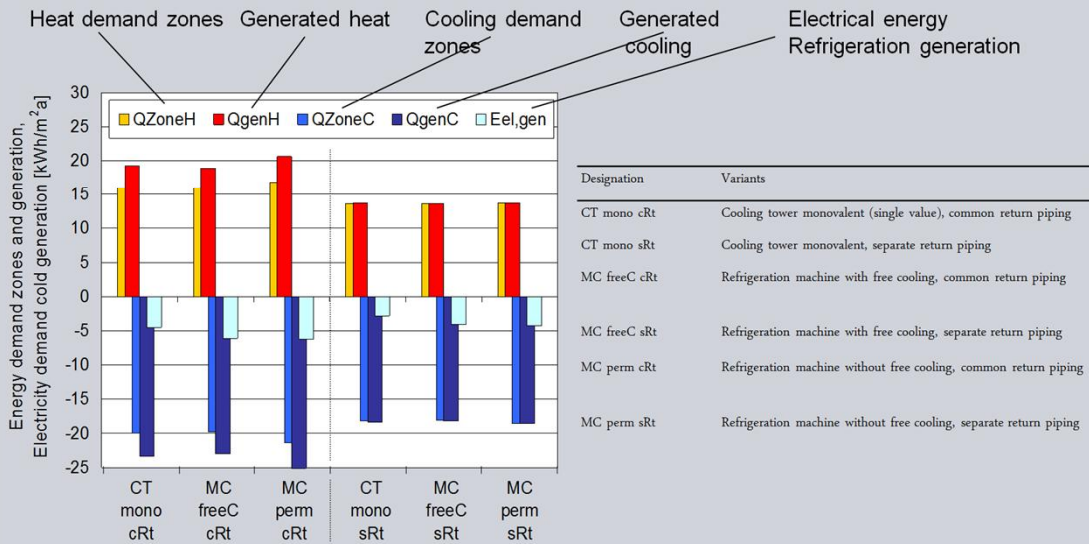 Heat demand zones
Generated heat
Cooling demand
zones
Generated
cooling
Electrical energy
Refrigeration generation
Energy demand zones and generation,
Electricity demand cold generation [kWh/m²a]
30
25
20
15
10
5
0
-5
-10
-15
-20
-25
QZoneH QgenH QZoneC QgenC Eel,gen
CT
mono
cRt
MC
freeC
cRt
MC
perm
cRt
CT
mono
sRt
MC
freeC
sRt
MC
perm
sRt
Designation Variants
CT mono cRt Cooling tower monovalent (single value), common return piping
CT mono sRt Cooling tower monovalent, separate return piping
MC freeC cRt Refrigeration machine with free cooling, common return piping
MC freeC sRt Refrigeration machine with free cooling, separate return piping
MC perm cRt Refrigeration machine without free cooling, common return piping
MC perm sRt Refrigeration machine without free cooling, separate return piping